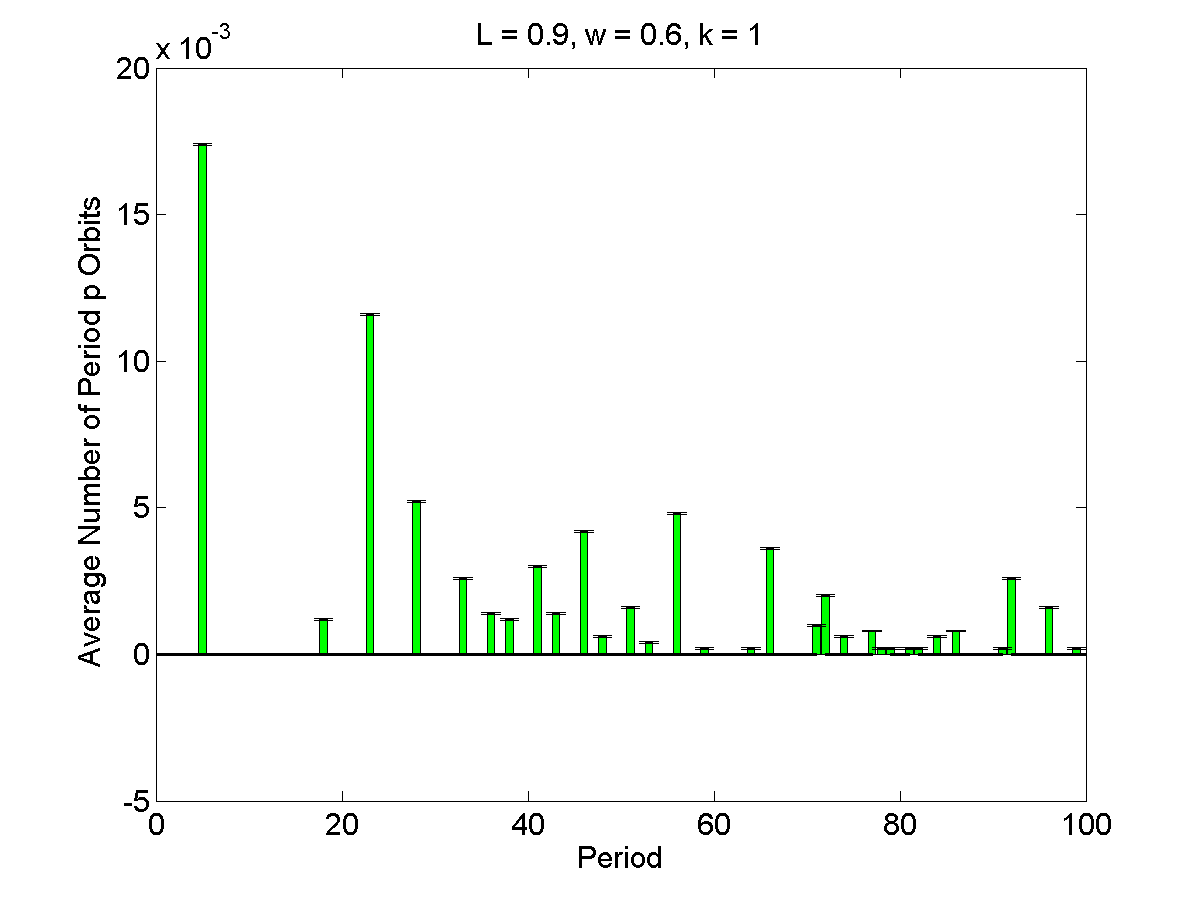 L = 0.9, w = 0.6, k = 1
x 10-3
20
15
10
5
0
-5
Average Number of Period p Orbits
0 20 40 60 80 100
Period